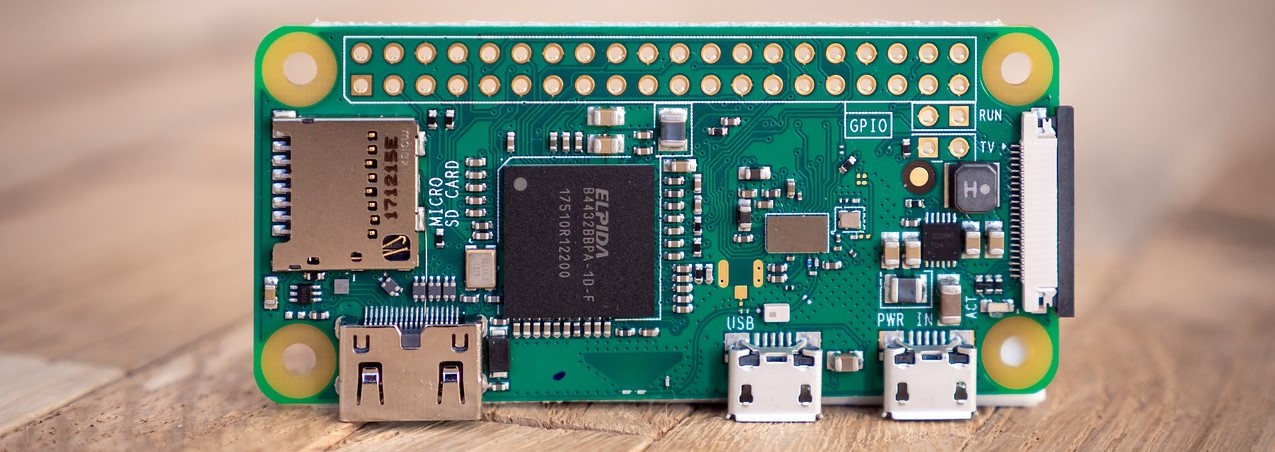 RUN
GPIO
TV
171215E
MICRO
SD CARD
ELPIDA
B4432BBPA-1D-F
17510R12200
H
ACT
USB
PWR IN